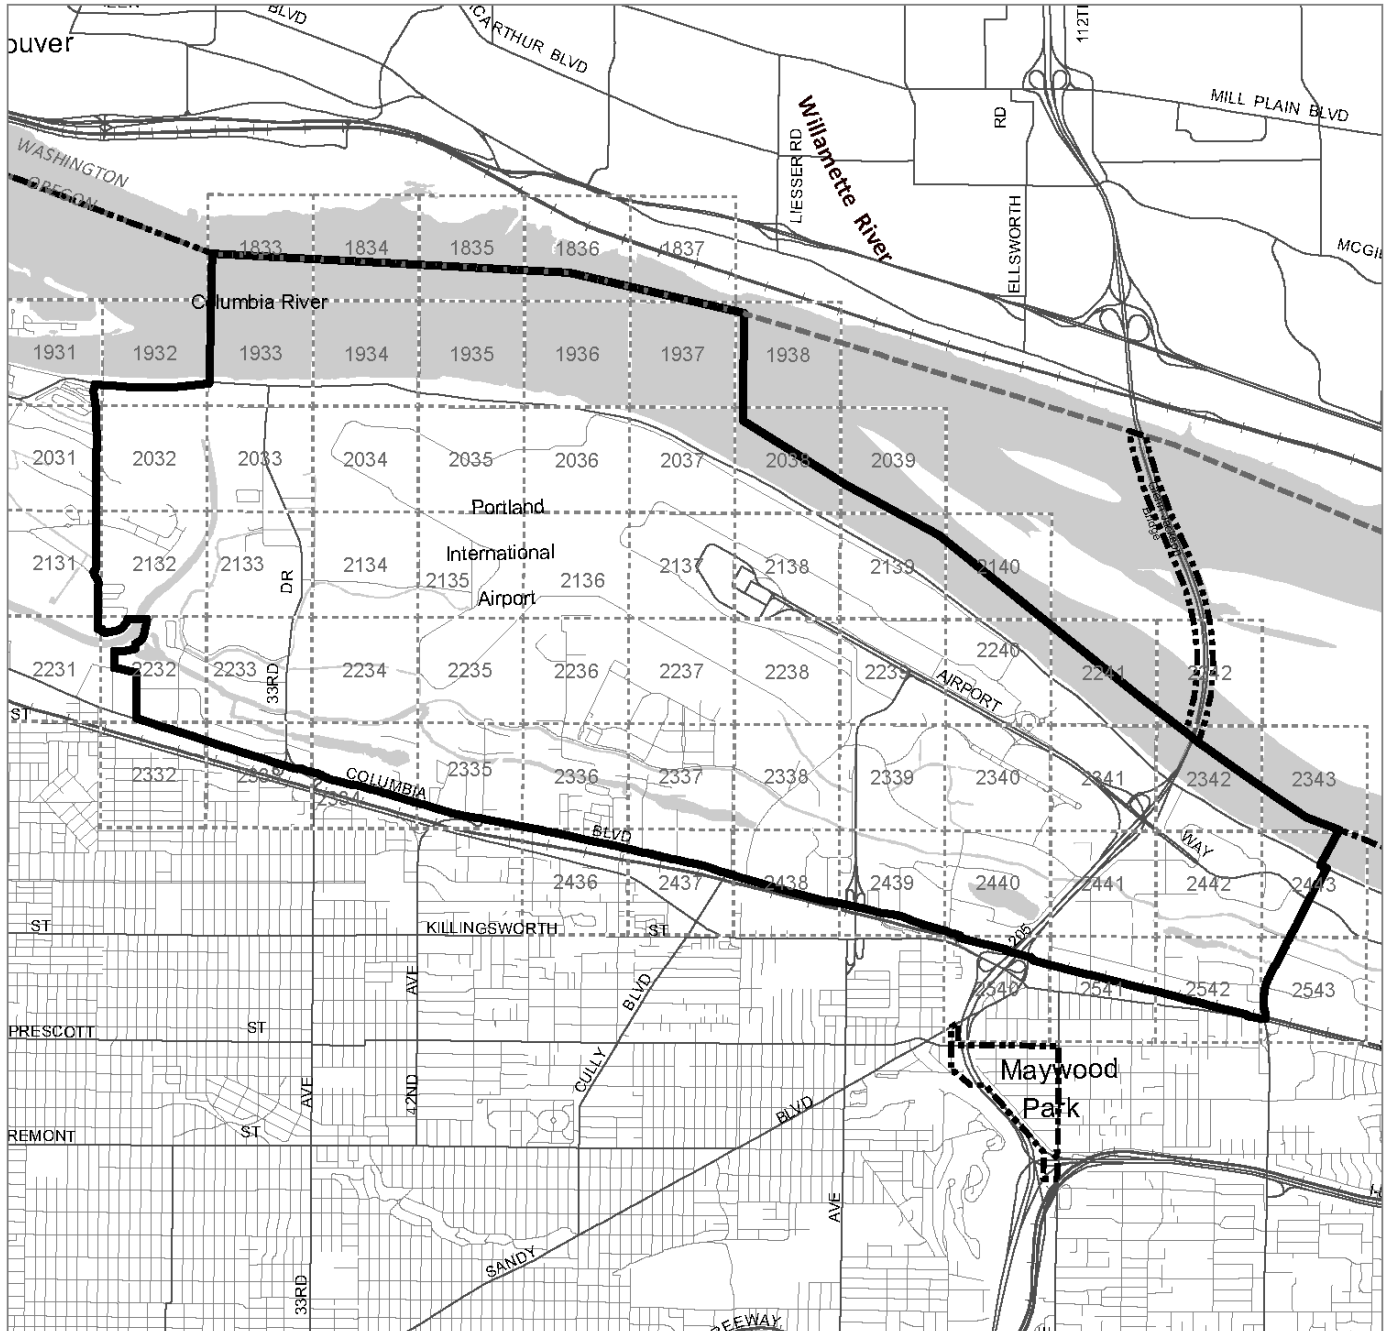 BLVD
MCARTHUR BLVD
112TH
ouver
MILL PLAIN BLVD
RD
LIESSER RD
Willamette River
WASHINGTON
OREGON
ELLSWORTH
MCGI
1833 1834 1835 1836 1837
Columbia River
1931 1932 1933 1934 1935 1936 1937 1938
2031 2032 2033 2034 2035 2036 2037 2038 2039
Portland
International
Airport
Bridge
2131 2132 2133 2134 2135 2136 2137 2138 2139 2140
DR
2231 2232 2233 2234 2235 2236 2237 2238 2239 2240 2241 2242
33RD
AIRPORT
ST
2332 2333 2334 2335 2336 2337 2338 2339 2340 2341 2342 2343
COLUMBIA
BLVD
WAY
2436 2437 2438 2439 2440 2441 2442 2443
ST
KILLINGSWORTH
ST
205
AVE
BLVD
2540 2541 2542 2543
PRESCOTT
ST
CULLY
AVE
42ND
Maywood
Park
BLVD
REMONT
ST
AVE
SANDY
33RD
REEWAY